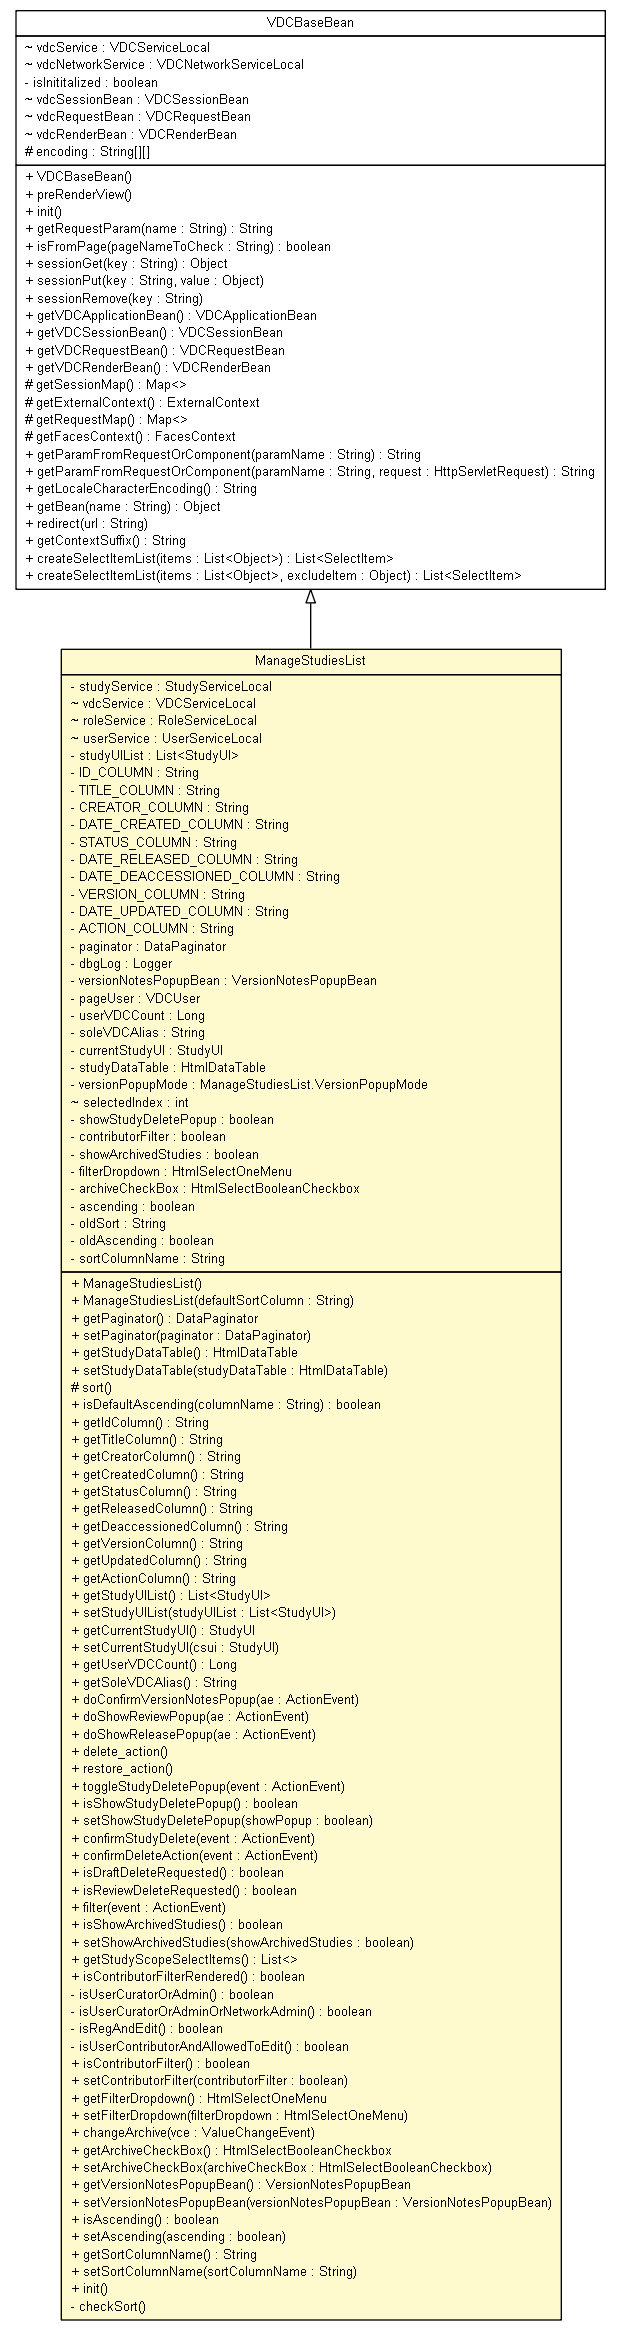 VDCBaseBean
~ vdcService : VDCServiceLocal
~ vdcNetworkService : VDCNetworkServiceLocal
- isInititalized : boolean
~ vdcSessionBean : VDCSessionBean
~ vdcRequestBean : VDCRequestBean
~ vdcRenderBean : VDCRenderBean
# encoding : String[][]
+ VDCBaseBean()
+ preRenderView()
+ init()
+ getRequestParam(name : String) : String
+ isFromPage(pageNameToCheck : String) : boolean
+ sessionGet(key : String) : Object
+ sessionPut(key : String, value : Object)
+ sessionRemove(key : String)
+ getVDCApplicationBean() : VDCApplicationBean
+ getVDCSessionBean() : VDCSessionBean
+ getVDCRequestBean() : VDCRequestBean
+ getVDCRenderBean() : VDCRenderBean
# getSessionMap() : Map<>
# getExternalContext() : ExternalContext
# getRequestMap() : Map<>
# getFacesContext() : FacesContext
+ getParamFromRequestOrComponent(paramName : String) : String
+ getParamFromRequestOrComponent(paramName : String, request : HttpServletRequest) : String
+ getLocaleCharacterEncoding() : String
+ getBean(name : String) : Object
+ redirect(url : String)
+ getContextSuffix() : String
+ createSelectItemList(items : List<Object>) : List<SelectItem>
+ createSelectItemList(items : List<Object>, excludeItem : Object) : List<SelectItem>
ManageStudiesList
- studyService : StudyServiceLocal
~ vdcService : VDCServiceLocal
~ roleService : RoleServiceLocal
~ userService : UserServiceLocal
- studyUIList : List<StudyUI>
- ID_COLUMN : String
- TITLE_COLUMN : String
- CREATOR_COLUMN : String
- DATE_CREATED_COLUMN : String
- STATUS_COLUMN : String
- DATE_RELEASED_COLUMN : String
- DATE_DEACCESSIONED_COLUMN : String
- VERSION_COLUMN : String
- DATE_UPDATED_COLUMN : String
- ACTION_COLUMN : String
- paginator : DataPaginator
- dbgLog : Logger
- versionNotesPopupBean : VersionNotesPopupBean
- pageUser : VDCUser
- userVDCCount : Long
- soleVDCAlias : String
- currentStudyUI : StudyUI
- studyDataTable : HtmlDataTable
- versionPopupMode : ManageStudiesList.VersionPopupMode
~ selectedIndex : int
- showStudyDeletePopup : boolean
- contributorFilter : boolean
- showArchivedStudies : boolean
- filterDropdown : HtmlSelectOneMenu
- archiveCheckBox : HtmlSelectBooleanCheckbox
- ascending : boolean
- oldSort : String
- oldAscending : boolean
- sortColumnName : String
+ ManageStudiesList()
+ ManageStudiesList(defaultSortColumn : String)
+ getPaginator() : DataPaginator
+ setPaginator(paginator : DataPaginator)
+ getStudyDataTable() : HtmlDataTable
+ setStudyDataTable(studyDataTable : HtmlDataTable)
# sort()
+ isDefaultAscending(columnName : String) : boolean
+ getIdColumn() : String
+ getTitleColumn() : String
+ getCreatorColumn() : String
+ getCreatedColumn() : String
+ getStatusColumn() : String
+ getReleasedColumn() : String
+ getDeaccessionedColumn() : String
+ getVersionColumn() : String
+ getUpdatedColumn() : String
+ getActionColumn() : String
+ getStudyUIList() : List<StudyUI>
+ setStudyUIList(studyUIList : List<StudyUI>)
+ getCurrentStudyUI() : StudyUI
+ setCurrentStudyUI(csui : StudyUI)
+ getUserVDCCount() : Long
+ getSoleVDCAlias() : String
+ doConfirmVersionNotesPopup(ae : ActionEvent)
+ doShowReviewPopup(ae : ActionEvent)
+ doShowReleasePopup(ae : ActionEvent)
+ delete_action()
+ restore_action()
+ toggleStudyDeletePopup(event : ActionEvent)
+ isShowStudyDeletePopup() : boolean
+ setShowStudyDeletePopup(showPopup : boolean)
+ confirmStudyDelete(event : ActionEvent)
+ confirmDeleteAction(event : ActionEvent)
+ isDraftDeleteRequested() : boolean
+ isReviewDeleteRequested() : boolean
+ filter(event : ActionEvent)
+ isShowArchivedStudies() : boolean
+ setShowArchivedStudies(showArchivedStudies : boolean)
+ getStudyScopeSelectItems() : List<>
+ isContributorFilterRendered() : boolean
- isUserCuratorOrAdmin() : boolean
- isUserCuratorOrAdminOrNetworkAdmin() : boolean
- isRegAndEdit() : boolean
- isUserContributorAndAllowedToEdit() : boolean
+ isContributorFilter() : boolean
+ setContributorFilter(contributorFilter : boolean)
+ getFilterDropdown() : HtmlSelectOneMenu
+ setFilterDropdown(filterDropdown : HtmlSelectOneMenu)
+ changeArchive(vce : ValueChangeEvent)
+ getArchiveCheckBox() : HtmlSelectBooleanCheckbox
+ setArchiveCheckBox(archiveCheckBox : HtmlSelectBooleanCheckbox)
+ getVersionNotesPopupBean() : VersionNotesPopupBean
+ setVersionNotesPopupBean(versionNotesPopupBean : VersionNotesPopupBean)
+ isAscending() : boolean
+ setAscending(ascending : boolean)
+ getSortColumnName() : String
+ setSortColumnName(sortColumnName : String)
+ init()
- checkSort()